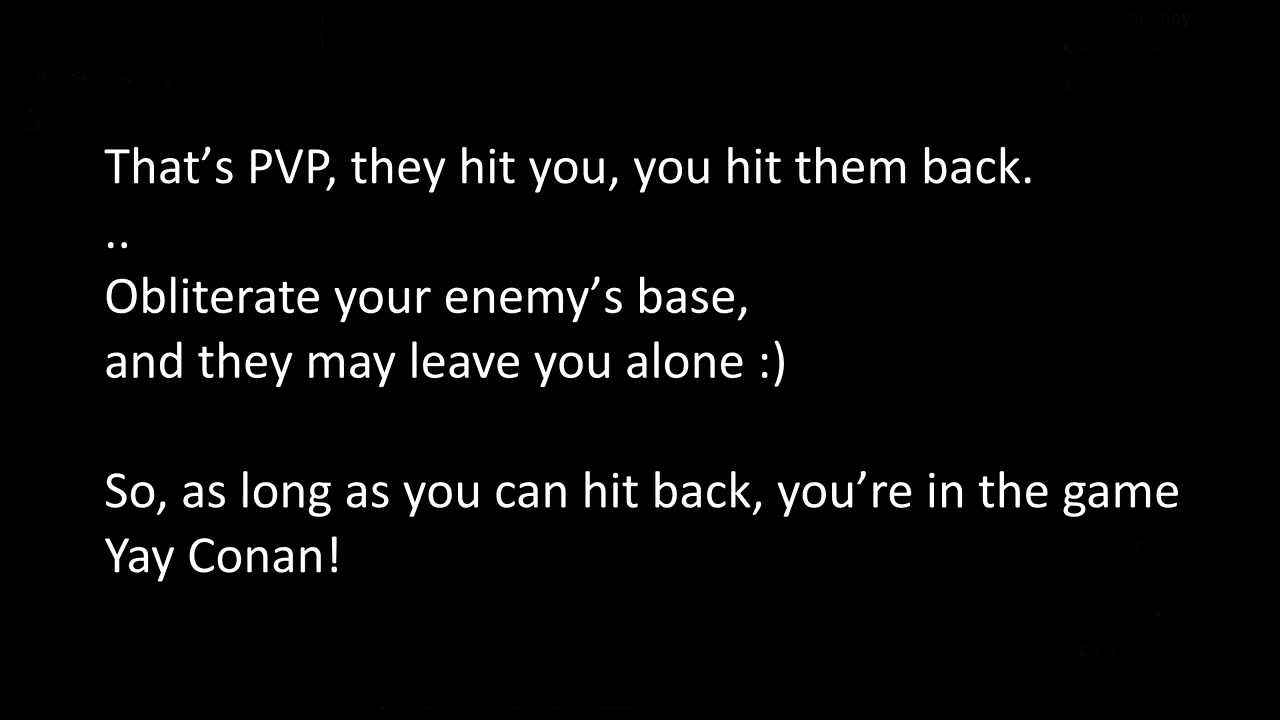 That’s PVP, they hit you, you hit them back.
..
Obliterate your enemy’s base,
and they may leave you alone :)
So, as long as you can hit back, you’re in the game
Yay Conan!